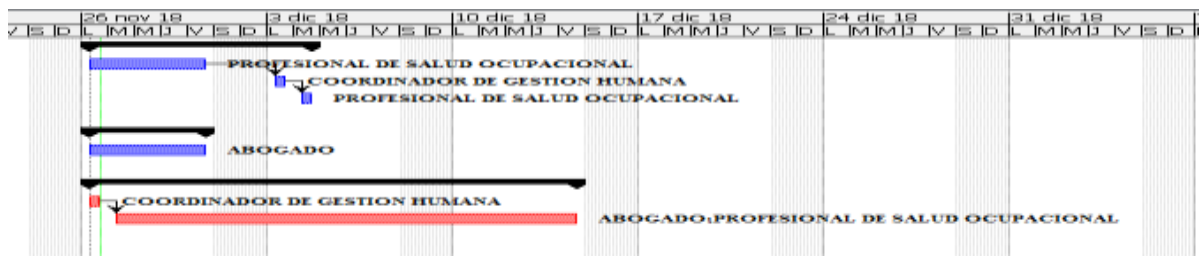 26 nov 18 3 dic 18 10 dic 18 17 dic 18 24 dic 18 31 dic 18
V S D L M M J V S D L M M J V S D L M M J V S D L M M J V S D L M M J V S D L M M J V S D
PROFESIONAL DE SALUD OCUPACIONAL
COORDINADOR DE GESTION HUMANA
PROFESIONAL DE SALUD OCUPACIONAL
ABOGADO
COORDINADOR DE GESTION HUMANA
ABOGADO;PROFESIONAL DE SALUD OCUPACIONAL